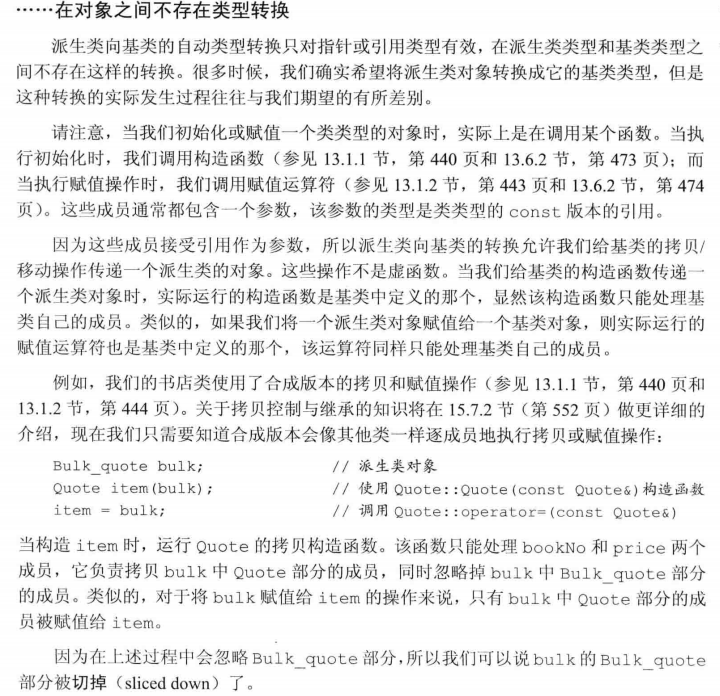 ……在对象之间不存在类型转换
派生类向基类的自动类型转换只对指针或引用类型有效，在派生类类型和基类类型之
间不存在这样的转换。很多时候，我们确实希望将派生类对象转换成它的基类类型，但是
这种转换的实际发生过程往往与我们期望的有所差别。
请注意，当我们初始化或赋值一个类类型的对象时，实际上是在调用某个函数。当执
行初始化时，我们调用构造函数（参见 13.1.1 节，第 440 页和 13.6.2 节，第 473 页）；而
当执行赋值操作时，我们调用赋值运算符（参见 13.1.2 节，第 443 页和 13.6.2 节，第 474
页）。这些成员通常都包含一个参数，该参数的类型是类类型的 const 版本的引用。
因为这些成员接受引用作为参数，所以派生类向基类的转换允许我们给基类的拷贝/
移动操作传递一个派生类的对象。这些操作不是虚函数。当我们给基类的构造函数传递一
个派生类对象时，实际运行的构造函数是基类中定义的那个，显然该构造函数只能处理基
类自己的成员。类似的，如果我们将一个派生类对象赋值给一个基类对象，则实际运行的
赋值运算符也是基类中定义的那个，该运算符同样只能处理基类自己的成员。
例如，我们的书店类使用了合成版本的拷贝和赋值操作（参见 13.1.1 节，第 440 页和
13.1.2 节，第 444 页）。关于拷贝控制与继承的知识将在 15.7.2 节（第 552 页）做更详细的
介绍，现在我们只需要知道合成版本会像其他类一样逐成员地执行拷贝或赋值操作：
Bulk_quote bulk; // 派生类对象
Quote item(bulk); // 使用 Quote::Quote(const Quote&)构造函数
item = bulk; // 调用 Quote::operator=(const Quote&)
当构造 item 时，运行 Quote 的拷贝构造函数。该函数只能处理 bookNo 和 price 两个
成员，它负责拷贝 bulk 中 Quote 部分的成员，同时忽略掉 bulk 中 Bulk_quote 部分
的成员。类似的，对于将 bulk 赋值给 item 的操作来说，只有 bulk 中 Quote 部分的成
员被赋值给 item。
因为在上述过程中会忽略 Bulk_quote 部分，所以我们可以说 bulk 的 Bulk_quote
部分被切掉（sliced down）了。